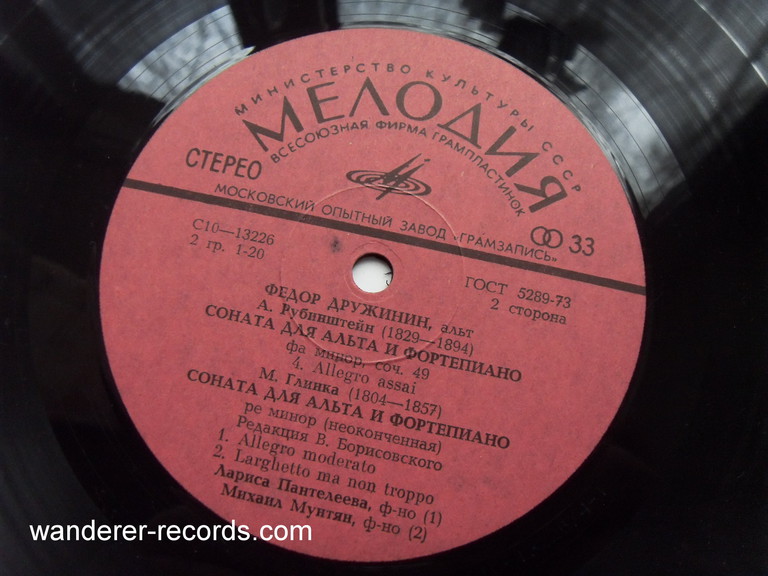 МИНИСТЕРСТВО КУЛЬТУРЫ СССР
МЕЛОДИЯ
ВСЕСОЮЗНАЯ ФИРМА ГРАМПЛАСТИНОК
СТЕРЕО
33
МОСКОВСКИЙ ОПЫТНЫЙ ЗАВОД «ГРАМЗАПИСЬ»
С10—13226
2 гр. 1-20
ГОСТ 5289-73
2 сторона
ФЕДОР ДРУЖИНИН, альт
А. Рубинштейн (1829—1894)
СОНАТА ДЛЯ АЛЬТА И ФОРТЕПИАНО
фа минор, соч. 49
4. Allegro assai
М. Глинка (1804—1857)
СОНАТА ДЛЯ АЛЬТА И ФОРТЕПИАНО
ре минор (неоконченная)
Редакция В. Борисовского
1. Allegro moderato
2. Larghetto ma non troppo
Лариса Пантелеева, ф-но (1)
Михаил Мунтян, ф-но (2)
wanderer-records.com